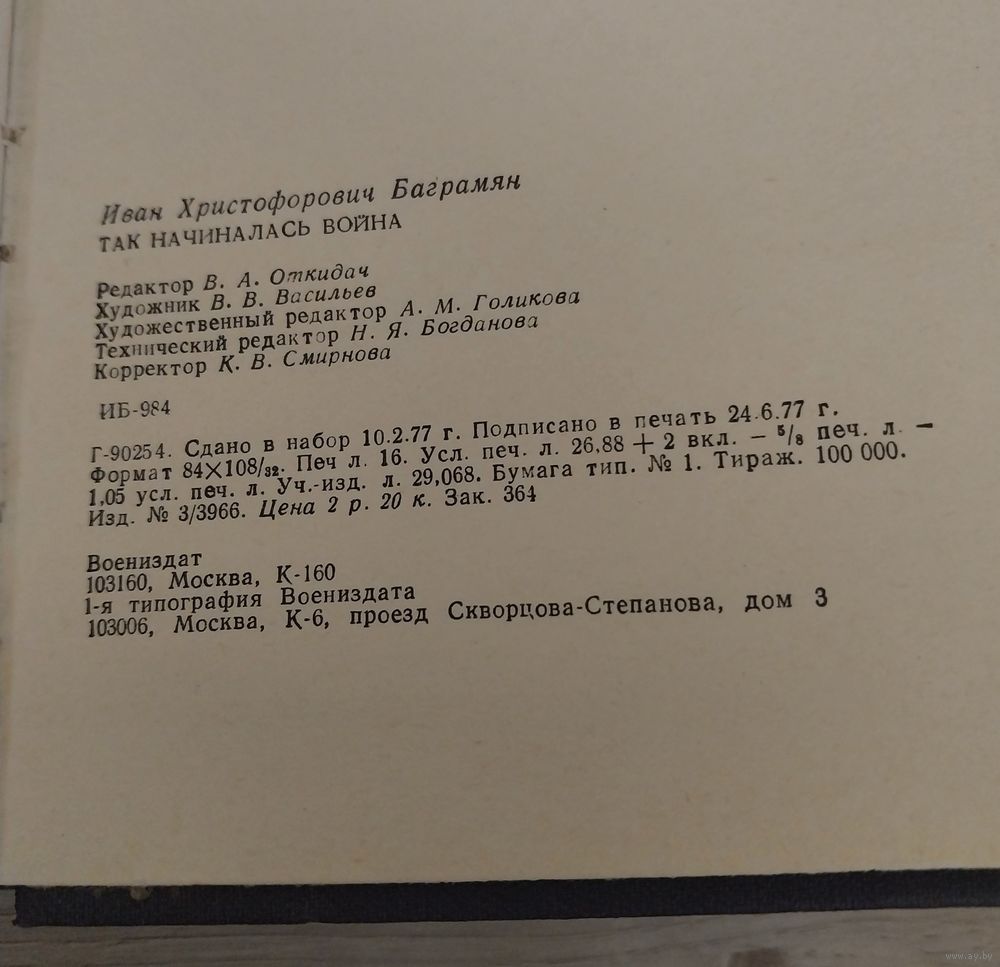 Иван Христофорович Баграмян
ТАК НАЧИНАЛАСЬ ВОЙНА
Редактор В. А. Откидач
Художник В. В. Васильев
Художественный редактор А. М. Голикова
Технический редактор Н. Я. Богданова
Корректор К. В. Смирнова
ИБ-984
Г-90254. Сдано в набор 10.2.77 г. Подписано в печать 24.6.77 г.
Формат 84×108/₃₂. Печ л. 16. Усл. печ. л. 26,88 + 2 вкл. — ⁵/₈ печ. л. —
1,05 усл. печ. л. Уч.-изд. л. 29,068. Бумага тип. № 1. Тираж. 100 000.
Изд. № 3/3966. Цена 2 р. 20 к. Зак. 364
Воениздат
103160, Москва, К-160
1-я типография Воениздата
103006, Москва, К-6, проезд Скворцова-Степанова, дом 3
www.ay.by